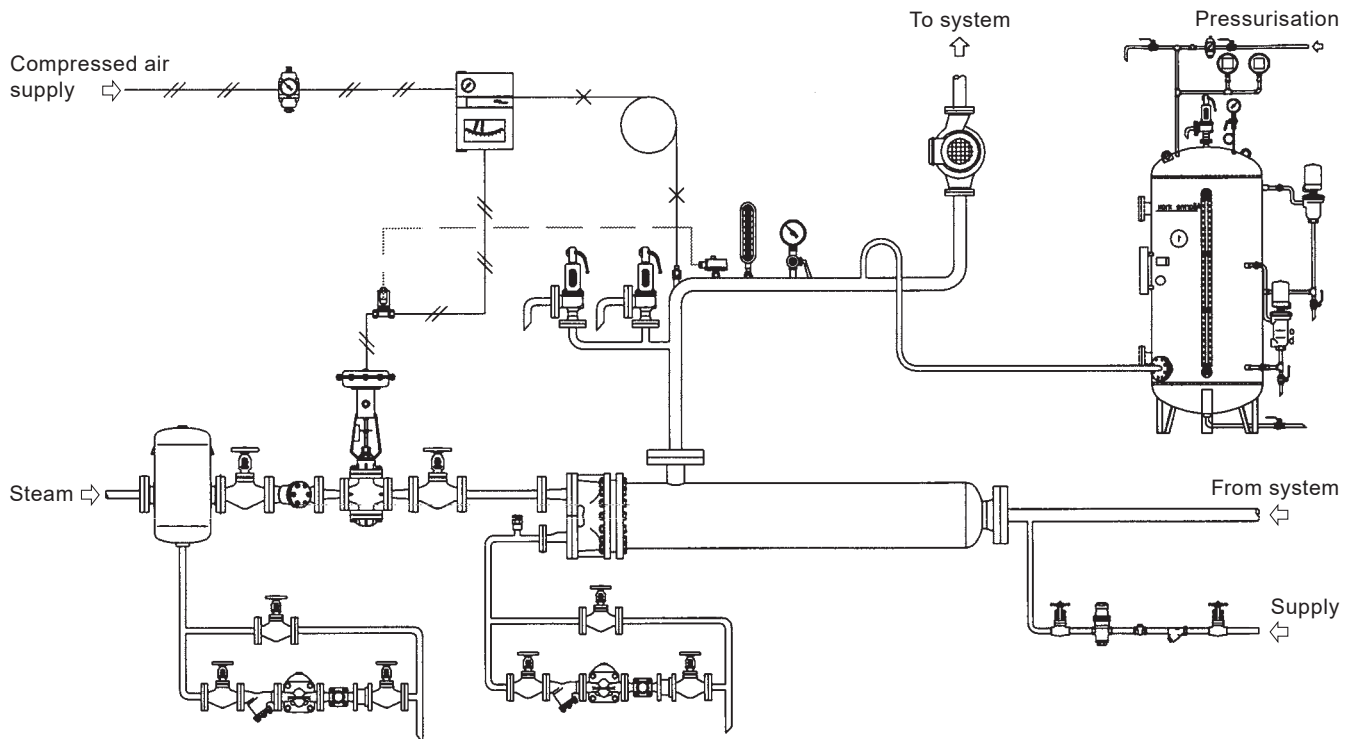 To system
Pressurisation
Compressed air
supply
Steam
From system
Supply